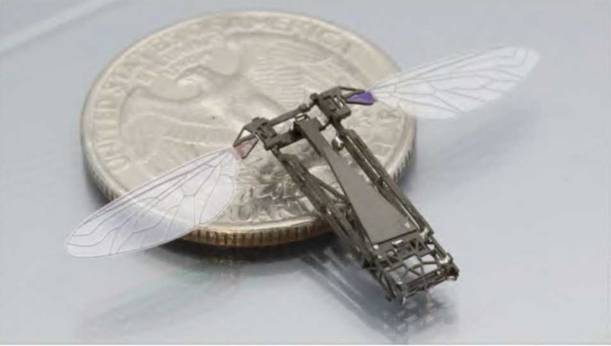 UNITED STATES OF AMERICA